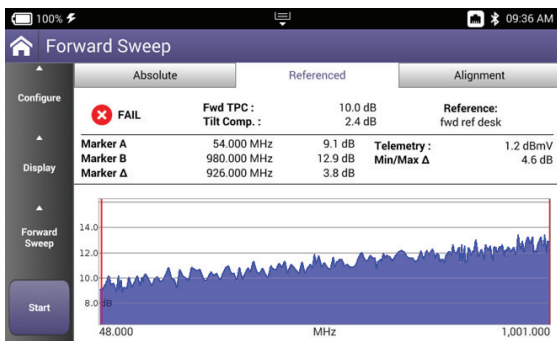 100% 09:36 AM
Forward Sweep
Configure
Display
Forward
Sweep
Start
Absolute Referenced Alignment
FAIL
Fwd TPC : 10.0 dB
Tilt Comp. : 2.4 dB
Reference:
fwd ref desk
Marker A 54.000 MHz 9.1 dB
Marker B 980.000 MHz 12.9 dB
Marker Δ 926.000 MHz 3.8 dB
Telemetry : 1.2 dBmV
Min/Max Δ 4.6 dB
14.0
12.0
10.0
8.0 dB
48.000 MHz 1,001.000